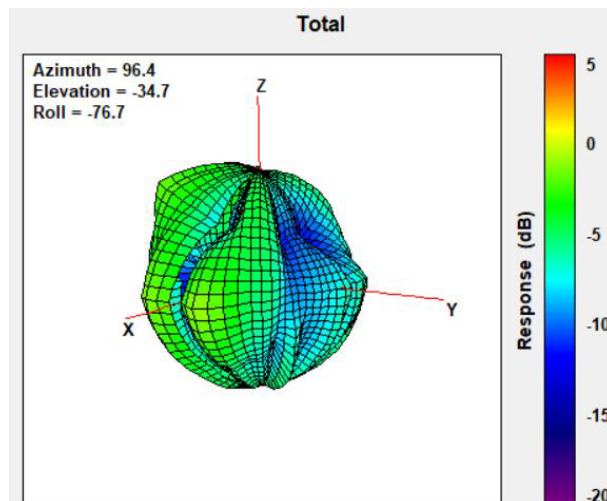 Total
Azimuth = 96.4
Elevation = -34.7
Roll = -76.7
Z
X
Y
5
0
-5
-10
-15
-20
Response (dB)